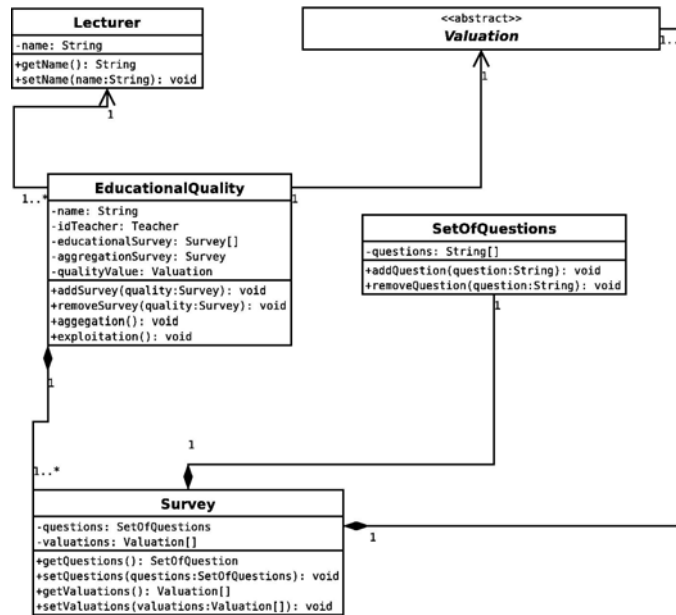 Lecturer
-name: String
+getName(): String
+setName(name:String): void
<<abstract>>
Valuation
1..
1
1
1..*
EducationalQuality
-name: String
-idTeacher: Teacher
-educationalSurvey: Survey[]
-aggregationSurvey: Survey
-qualityValue: Valuation
+addSurvey(quality:Survey): void
+removeSurvey(quality:Survey): void
+aggegation(): void
+exploitation(): void
1
SetOfQuestions
-questions: String[]
+addQuestion(question:String): void
+removeQuestion(question:String): void
1
1
1
1..*
Survey
-questions: SetOfQuestions
-valuations: Valuation[]
+getQuestions(): SetOfQuestion
+setQuestions(questions:SetOfQuestions): void
+getValuations(): Valuation[]
+setValuations(valuations:Valuation[]): void
1